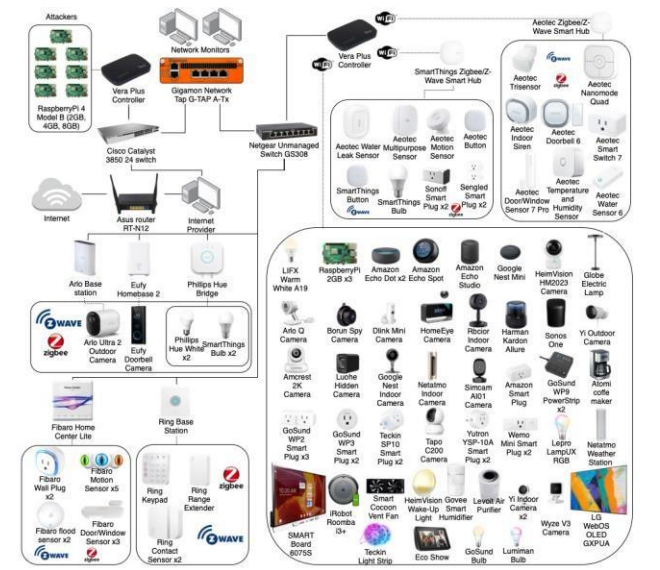 Attackers
RaspberryPi 4
Model B (2GB,
4GB, 8GB)
Vera Plus
Controller
Network Monitors
Gigamon
Gigamon Network
Tap G-TAP A-Tx
Cisco Catalyst
3850 24 switch
Netgear Unmanaged
Switch GS308
Vera Plus
Controller
WiFi
WiFi
WiFi
Aeotec Zigbee/Z-
Wave Smart Hub
SmartThings Zigbee/Z-
Wave Smart Hub
Aeotec Water
Leak Sensor
Aeotec
Multipurpose
Sensor
Aeotec
Motion
Sensor
Aeotec
Button
SmartThings
Button
SmartThings
Bulb
Sonoff
Smart
Plug x2
Sengled
Smart
Plug x2
ZWAVE
zigbee
Aeotec
Trisensor
ZWAVE
zigbee
Aeotec
Nanomode
Quad
Aeotec
Indoor
Siren
Aeotec
Doorbell 6
Aeotec
Smart
Switch 7
Aeotec
Door/Window
Sensor 7 Pro
Aeotec
Temperature
and
Humidity
Sensor
Aeotec
Water
Sensor 6
Internet
Asus router
RT-N12
Internet
Provider
Arlo Base
station
Eufy
Homebase 2
Phillips Hue
Bridge
ZWAVE
zigbee
Arlo Ultra 2
Outdoor
Camera
Eufy
Doorbell
Camera
Phillips
Hue White
x2
SmartThings
Bulb x2
Fibaro Home
Center Lite
Ring Base
Station
Fibaro
Wall Plug
x2
Fibaro
Motion
Sensor x5
Fibaro flood
sensor x2
Fibaro
Door/Window
Sensor x3
ZWAVE
zigbee
Ring
Keypad
Ring
Range
Extender
zigbee
Ring
Contact
Sensor x2
ZWAVE
LIFX
Warm
White A19
RaspberryPi
2GB x3
Amazon
Echo Dot x2
Amazon
Echo Spot
Amazon
Echo
Studio
Google
Nest Mini
HeimVision
HM2023
Camera
Globe
Electric
Lamp
Arlo Q
Camera
Borun Spy
Camera
Dlink Mini
Camera
HomeEye
Camera
Rbcior
Indoor
Camera
Harman
Kardon
Allure
Sonos
One
Yi Outdoor
Camera
Amcrest
2K
Camera
Luohe
Hidden
Camera
Google
Nest
Indoor
Camera
Netatmo
Indoor
Camera
Simcam
AI01
Camera
Amazon
Smart
Plug
GoSund
WP9
PowerStrip
x2
Atomi
coffe
maker
GoSund
WP2
Smart
Plug x3
GoSund
WP3
Smart
Plug x2
Teckin
SP10
Smart
Plug x2
Tapo
C200
Camera
Yutron
YSP-10A
Smart
Plug x2
Wemo
Mini Smart
Plug x2
Lepro
LampUX
RGB
Netatmo
Weather
Station
SMART
Board
6075S
iRobot
Roomba
i3+
Smart
Cocoon
Vent Fan
HeimVision
Wake-Up
Light
Govee
Smart
Humidifier
Levoit Air
Purifier
Yi Indoor
Camera
x2
Wyze V3
Camera
LG
WebOS
OLED
GXPUA
Teckin
Light Strip
Eco Show
GoSund
Bulb
Lumiman
Bulb